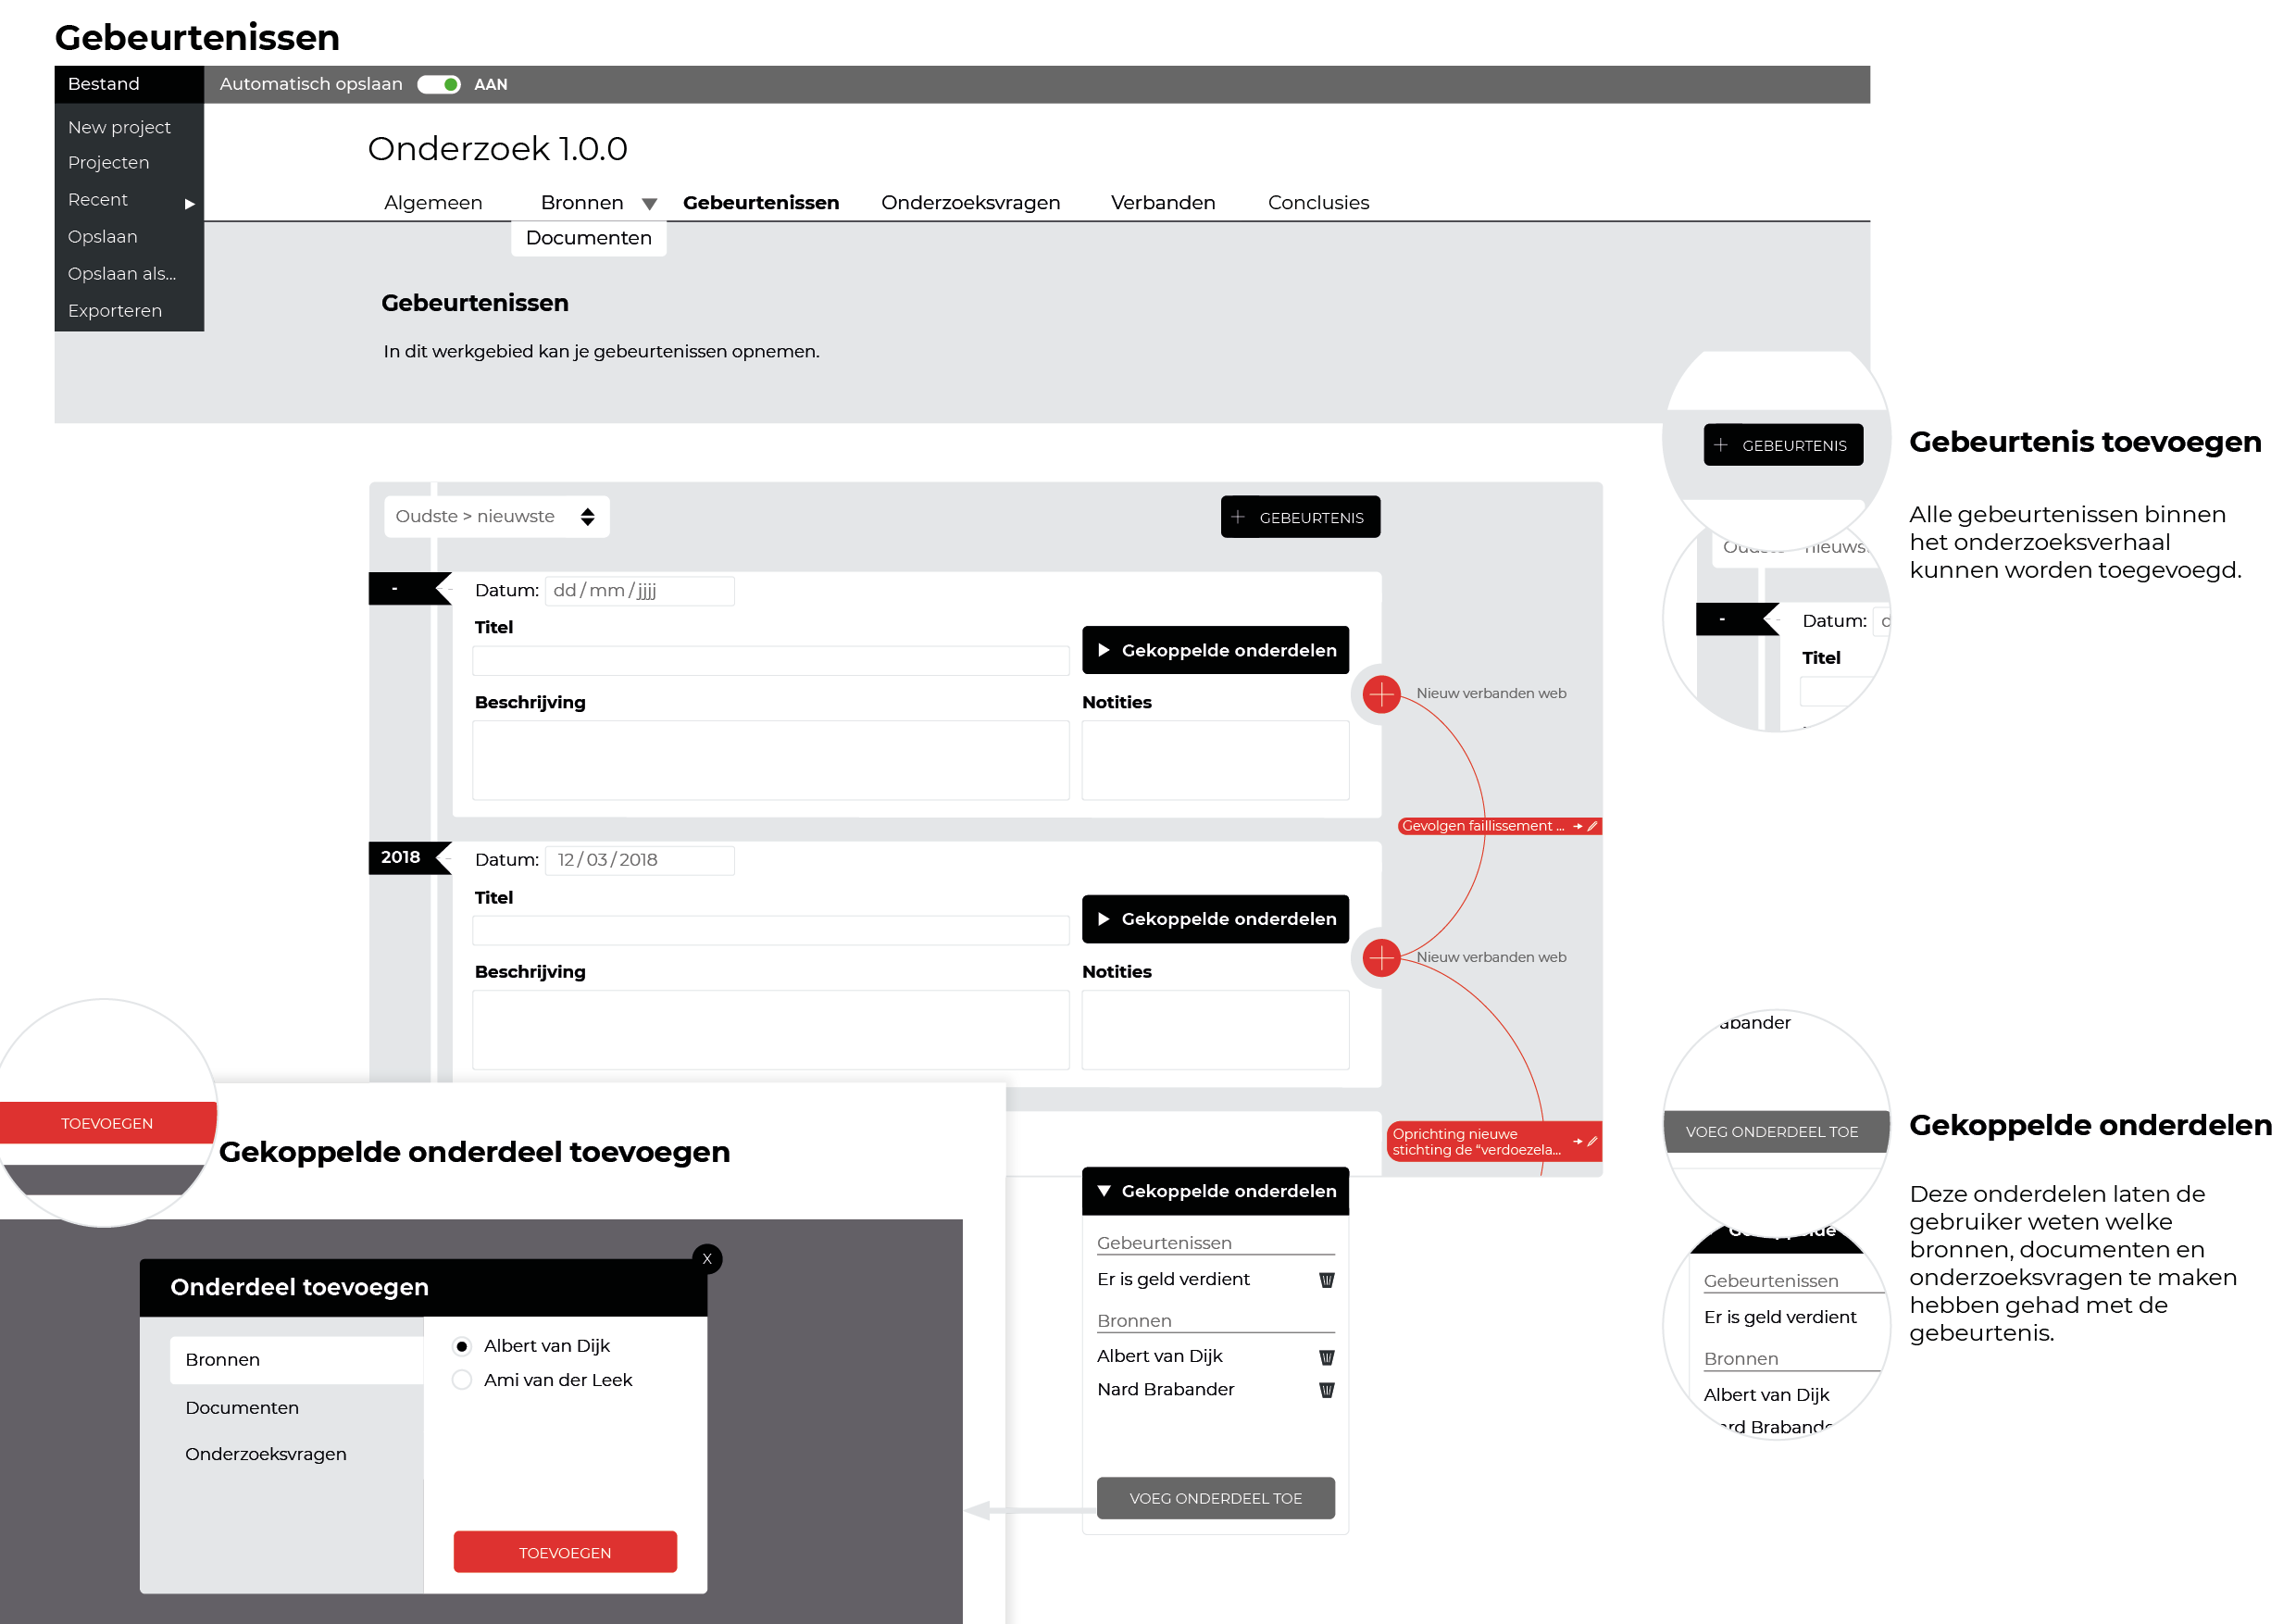 Gebeurtenissen
Bestand
Automatisch opslaan
AAN
New project
Projecten
Recent
Opslaan
Opslaan als...
Exporteren
Onderzoek 1.0.0
Algemeen
Bronnen
Gebeurtenissen
Onderzoeksvragen
Verbanden
Conclusies
Documenten
Gebeurtenissen
In dit werkgebied kan je gebeurtenissen opnemen.
Oudste > nieuwste
+ GEBEURTENIS
-
Datum: dd/mm/jjjj
Titel
Gekoppelde onderdelen
Beschrijving
Notities
Nieuw verbanden web
Gevolgen faillissement ...
2018
Datum: 12/03/2018
Titel
Gekoppelde onderdelen
Beschrijving
Notities
Nieuw verbanden web
Oprichting nieuwe
stichting de “verdoezela...
+ GEBEURTENIS
nieuws.
-
Datum: d
Titel
Gebeurtenis toevoegen
Alle gebeurtenissen binnen
het onderzoeksverhaal
kunnen worden toegevoegd.
TOEVOEGEN
Gekoppelde onderdeel toevoegen
X
Onderdeel toevoegen
Bronnen
Documenten
Onderzoeksvragen
Albert van Dijk
Ami van der Leek
TOEVOEGEN
Gekoppelde onderdelen
Gebeurtenissen
Er is geld verdient
Bronnen
Albert van Dijk
Nard Brabander
VOEG ONDERDEEL TOE
abander
VOEG ONDERDEEL TOE
Gebeurtenissen
Er is geld verdient
Bronnen
Albert van Dijk
rd Brabande
Gekoppelde onderdelen
Deze onderdelen laten de
gebruiker weten welke
bronnen, documenten en
onderzoeksvragen te maken
hebben gehad met de
gebeurtenis.